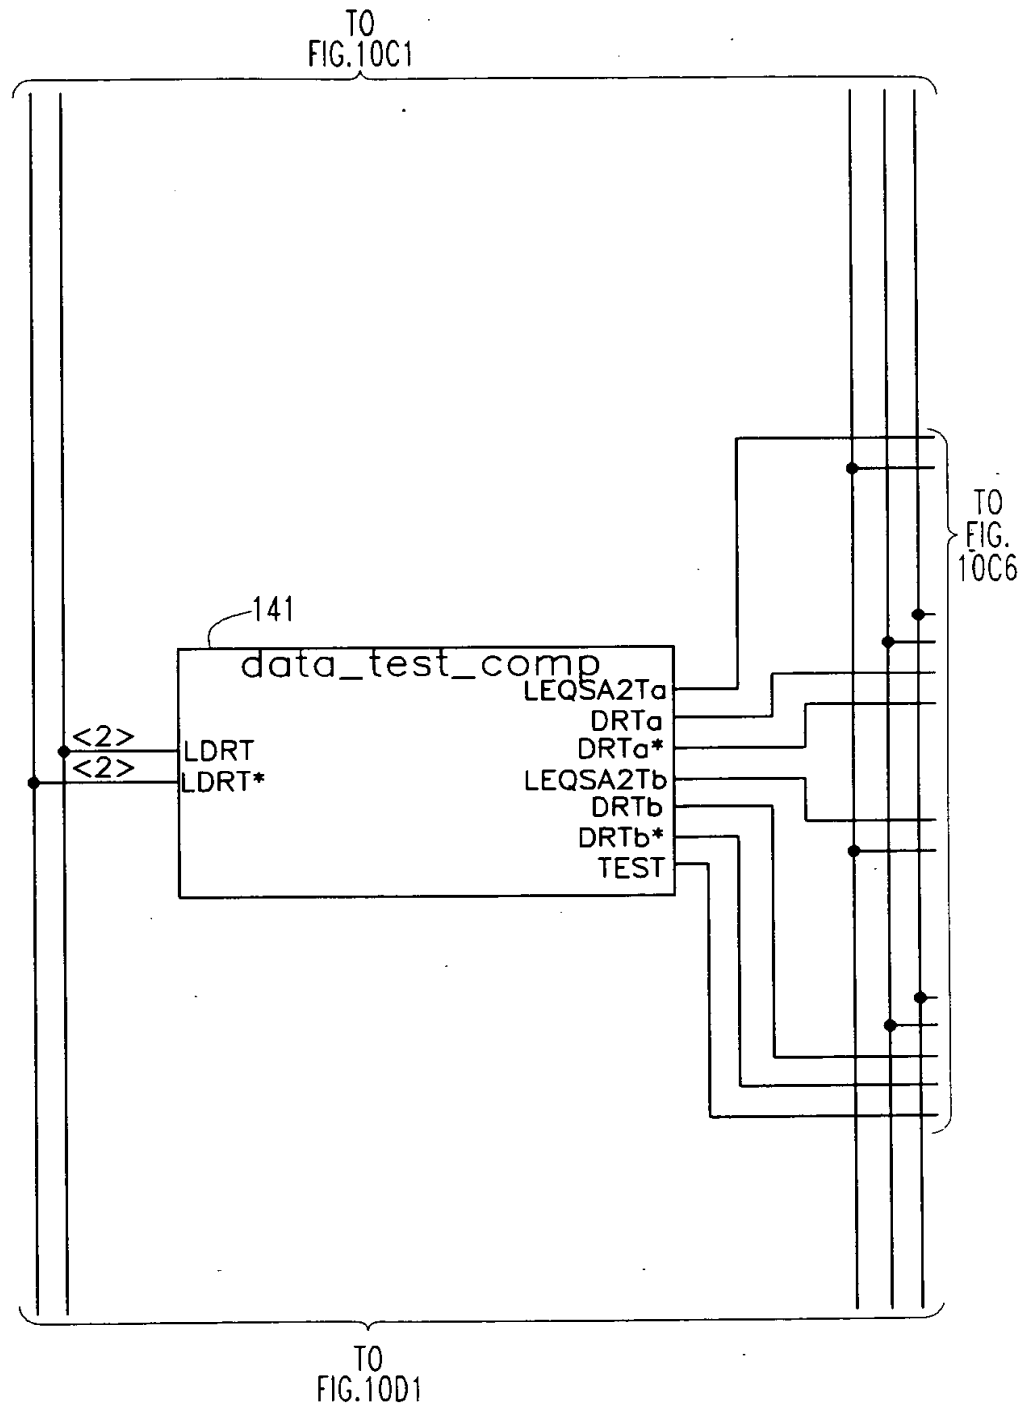 TO
FIG.10C1
TO
FIG.
10C6
141
data_test_comp
LEQSA2Ta
DRTa
<2>
LDRT
DRTa*
<2>
LDRT*
LEQSA2Tb
DRTb
DRTb*
TEST
TO
FIG.10D1